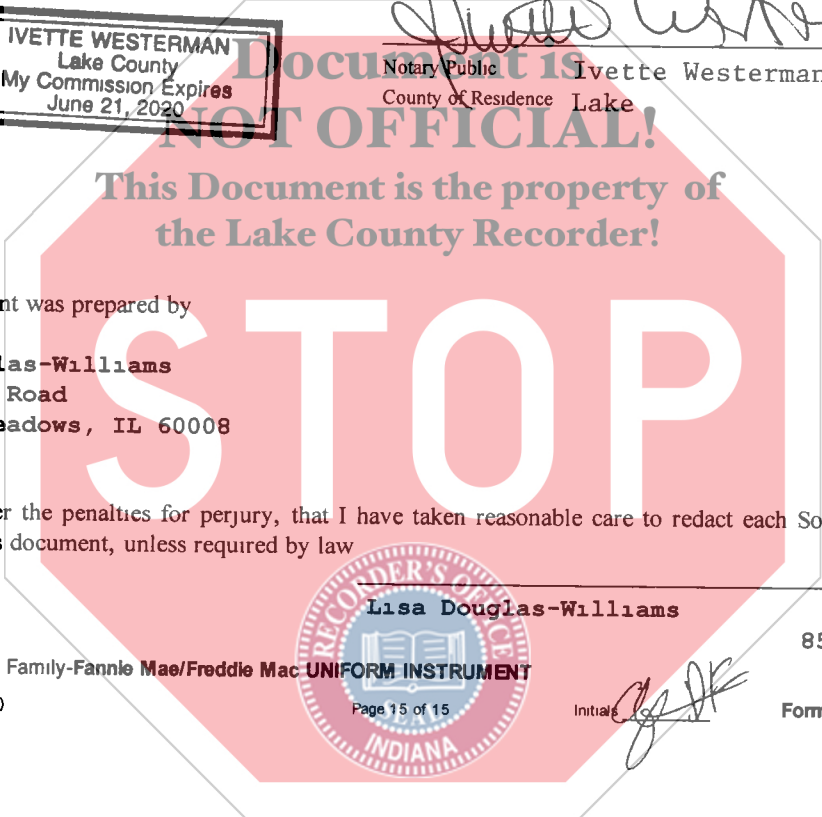 IVETTE WESTERMAN
Lake County
My Commission Expires
June 21, 2020
Notary Public Ivette Westerman
County of Residence Lake
Document is
NOT OFFICIAL!
This Document is the property of
the Lake County Recorder!
nt was prepared by
las-Williams
Road
eadows, IL 60008
STOP
er the penalties for perjury, that I have taken reasonable care to redact each So
s document, unless required by law
Lisa Douglas-Williams
85
Family-Fannie Mae/Freddie Mac UNIFORM INSTRUMENT
Page 15 of 15
Initials
Form
RECORDER'S OFFICE
SEAL
INDIANA